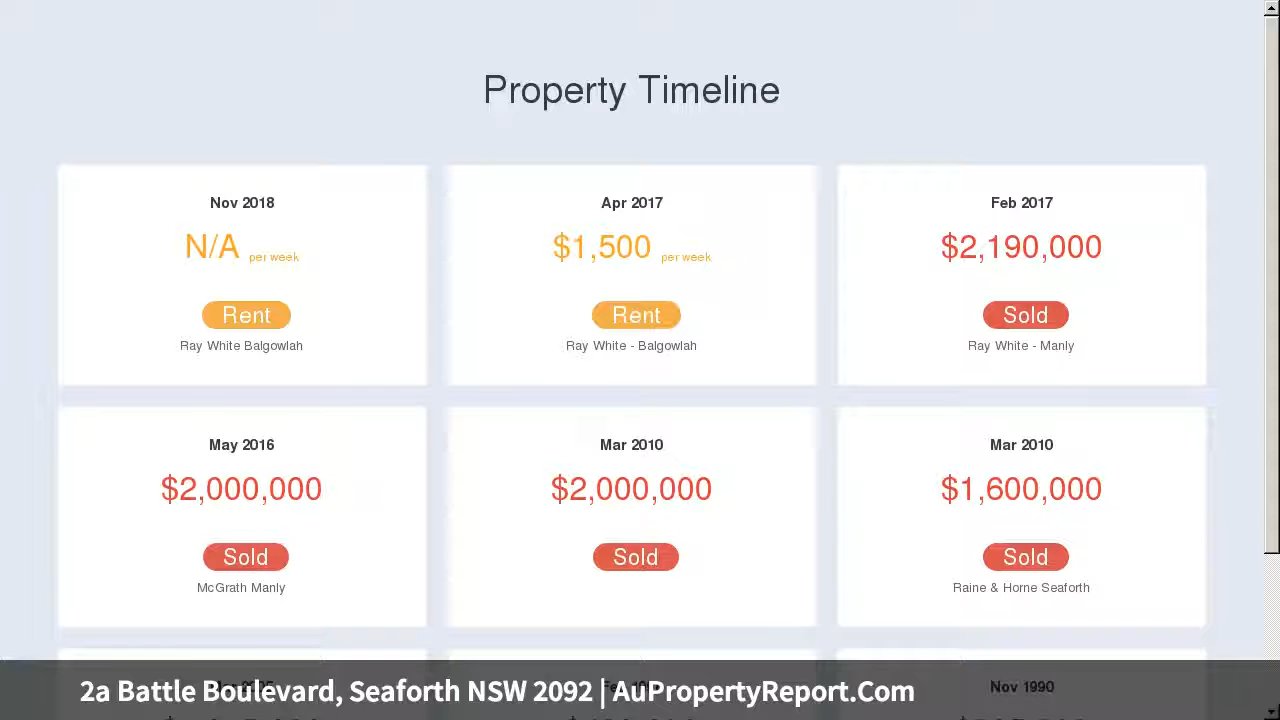 Property Timeline
Nov 2018
N/A per week
Rent
Ray White Balgowlah
Apr 2017
$1,500 per week
Rent
Ray White - Balgowlah
Feb 2017
$2,190,000
Sold
Ray White - Manly
May 2016
$2,000,000
Sold
McGrath Manly
Mar 2010
$2,000,000
Sold
Mar 2010
$1,600,000
Sold
Raine & Horne Seaforth
Nov 1990
2a Battle Boulevard, Seaforth NSW 2092 | AuPropertyReport.Com